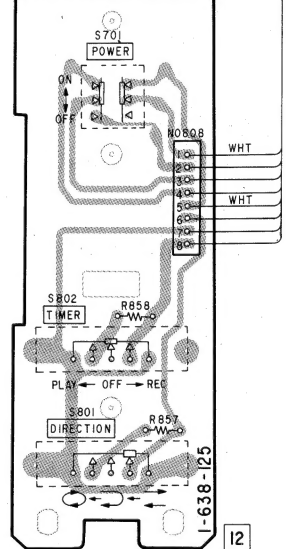 S701
POWER
ON
OFF
NO808
1
WHT
2
3
4
5
WHT
6
7
8
S802
TIMER
R858
PLAY OFF REC
S801
DIRECTION
R857
1-638-125
12